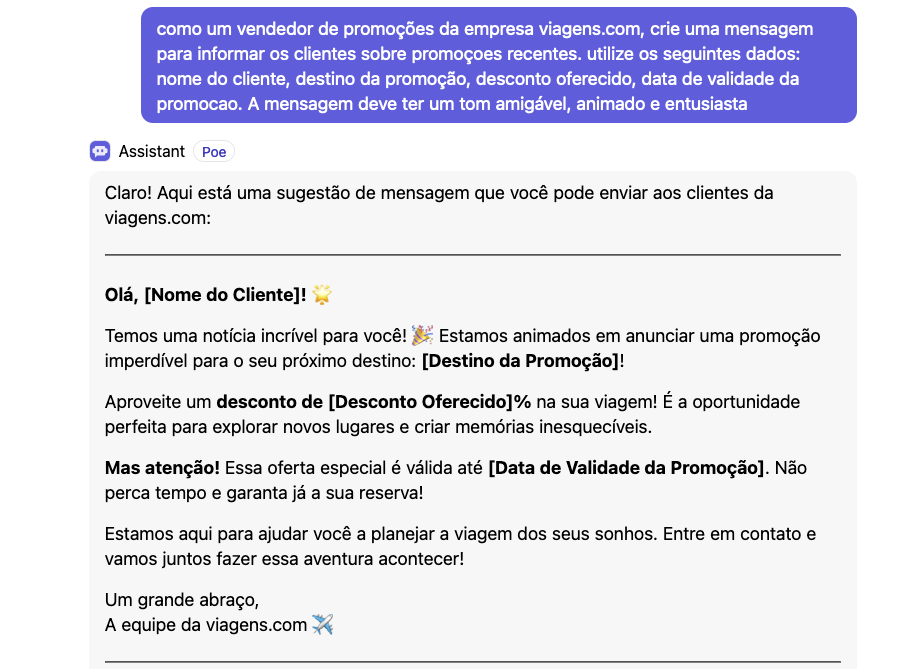 como um vendedor de promoções da empresa viagens.com, crie uma mensagem
para informar os clientes sobre promoçoes recentes. utilize os seguintes dados:
nome do cliente, destino da promoção, desconto oferecido, data de validade da
promocao. A mensagem deve ter um tom amigável, animado e entusiasta
Assistant Poe
Claro! Aqui está uma sugestão de mensagem que você pode enviar aos clientes da
viagens.com:
Olá, [Nome do Cliente]! 🌟
Temos uma notícia incrível para você! 🎉 Estamos animados em anunciar uma promoção
imperdível para o seu próximo destino: [Destino da Promoção]!
Aproveite um desconto de [Desconto Oferecido]% na sua viagem! É a oportunidade
perfeita para explorar novos lugares e criar memórias inesquecíveis.
Mas atenção! Essa oferta especial é válida até [Data de Validade da Promoção]. Não
perca tempo e garanta já a sua reserva!
Estamos aqui para ajudar você a planejar a viagem dos seus sonhos. Entre em contato e
vamos juntos fazer essa aventura acontecer!
Um grande abraço,
A equipe da viagens.com ✈️